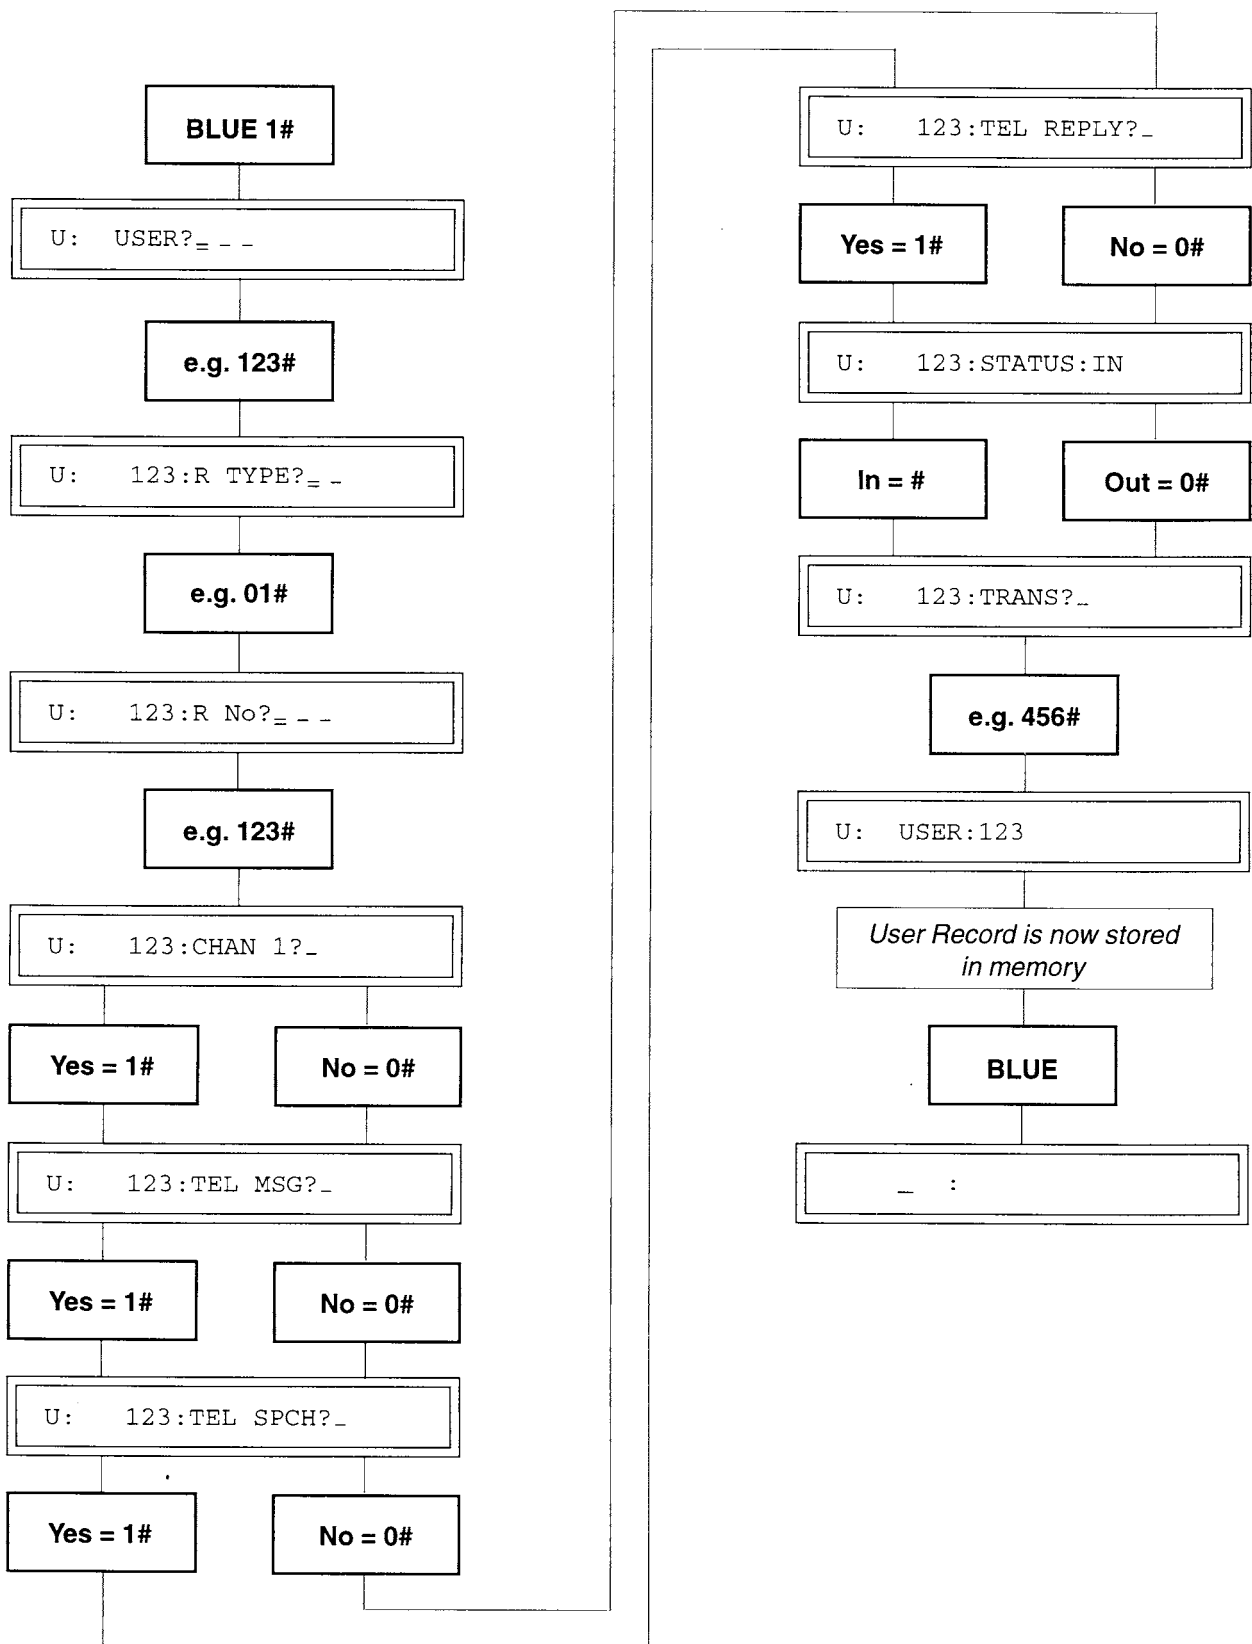 BLUE 1#
U: USER?_ _ _
e.g. 123#
U: 123:R TYPE?_ _
e.g. 01#
U: 123:R No?_ _ _
e.g. 123#
U: 123:CHAN 1?_
Yes = 1# No = 0#
U: 123:TEL MSG?_
Yes = 1# No = 0#
U: 123:TEL SPCH?_
Yes = 1# No = 0#
U: 123:TEL REPLY?_
Yes = 1# No = 0#
U: 123:STATUS:IN
In = # Out = 0#
U: 123:TRANS?_
e.g. 456#
U: USER:123
User Record is now stored
in memory
BLUE
_ :